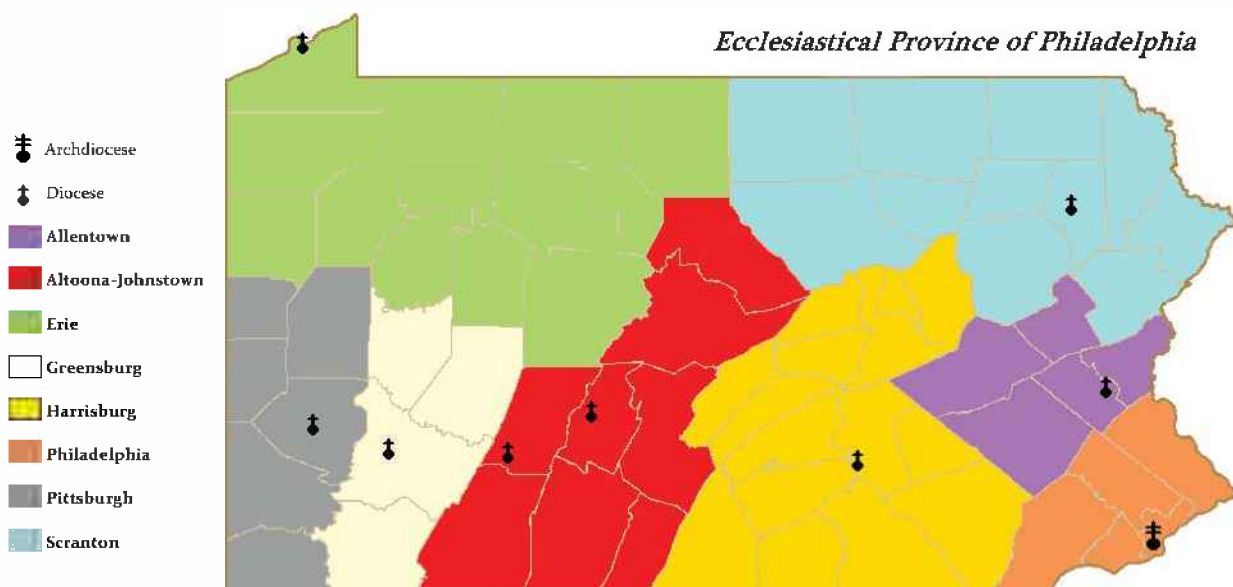 Ecclesiastical Province of Philadelphia
Archdiocese
Diocese
Allentown
Altoona-Johnstown
Erie
Greensburg
Harrisburg
Philadelphia
Pittsburgh
Scranton